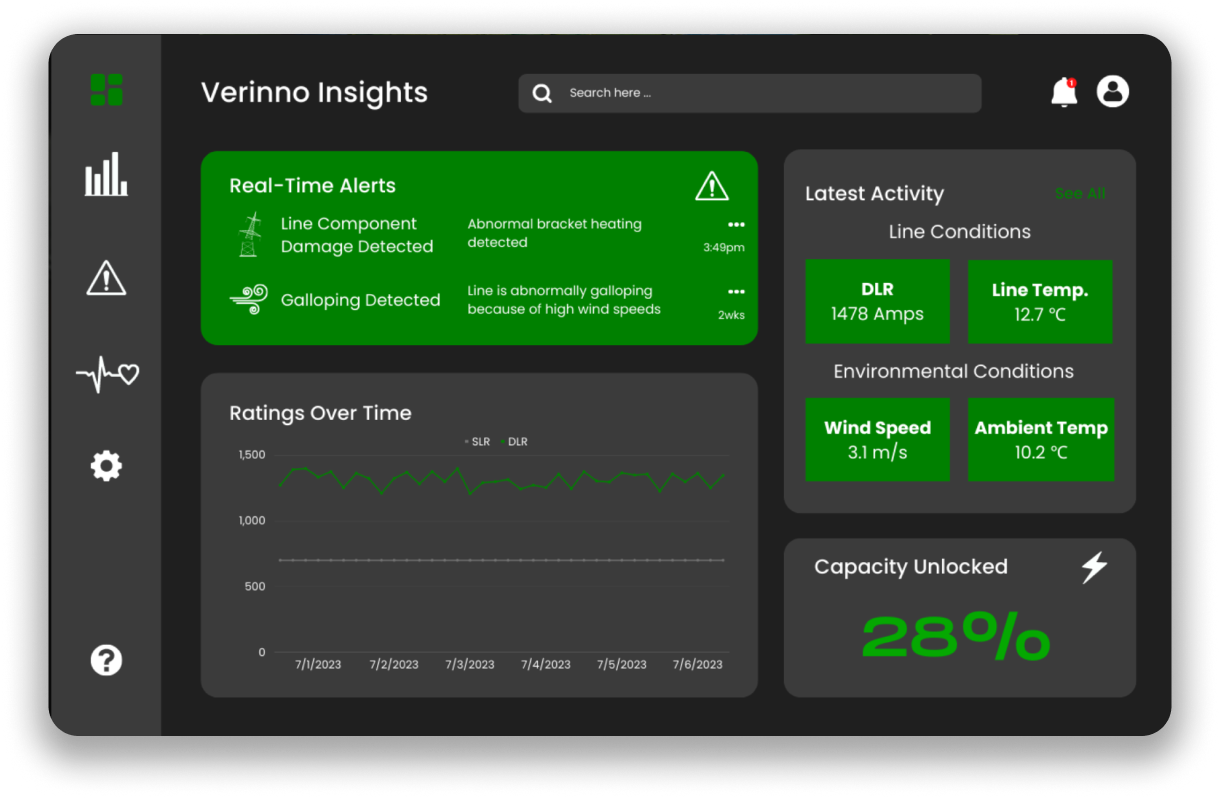 Verinno Insights
Search here ...
1
Real-Time Alerts
Line Component
Damage Detected
Abnormal bracket heating
detected
3:49pm
Galloping Detected
Line is abnormally galloping
because of high wind speeds
2wks
Ratings Over Time
SLR DLR
1,500
1,000
500
0
7/1/2023 7/2/2023 7/3/2023 7/4/2023 7/5/2023 7/6/2023
Latest Activity
See All
Line Conditions
DLR
1478 Amps
Line Temp.
12.7 °C
Environmental Conditions
Wind Speed
3.1 m/s
Ambient Temp
10.2 °C
Capacity Unlocked
28%
?